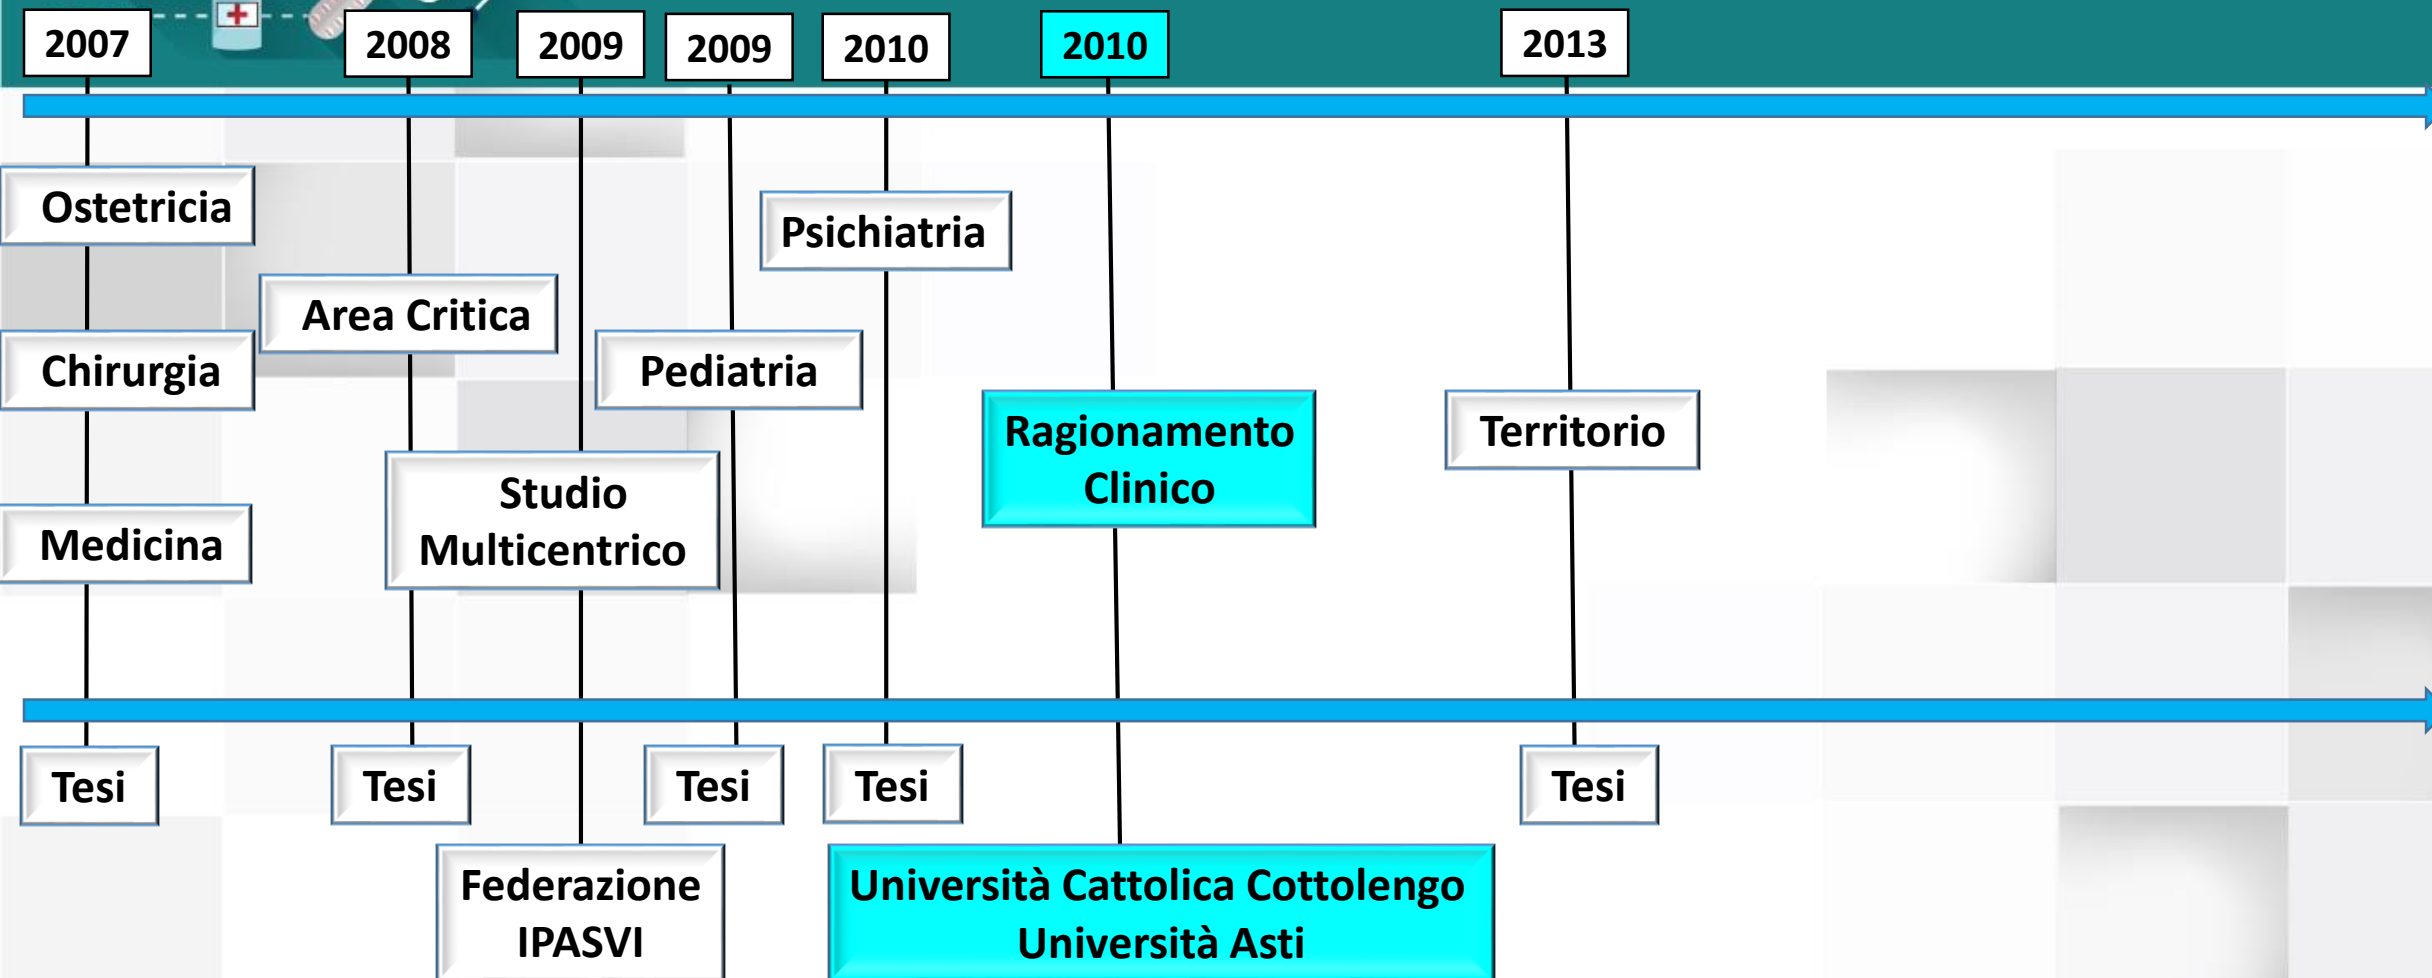 2007
2008
2009
2009
2010
2010
2013
Ostetricia
Psichiatria
Area Critica
Chirurgia
Pediatria
Ragionamento
Clinico
Territorio
Studio
Multicentrico
Medicina
Tesi
Tesi
Tesi
Tesi
Tesi
Federazione
IPASVI
Università Cattolica Cottolengo
Università Asti